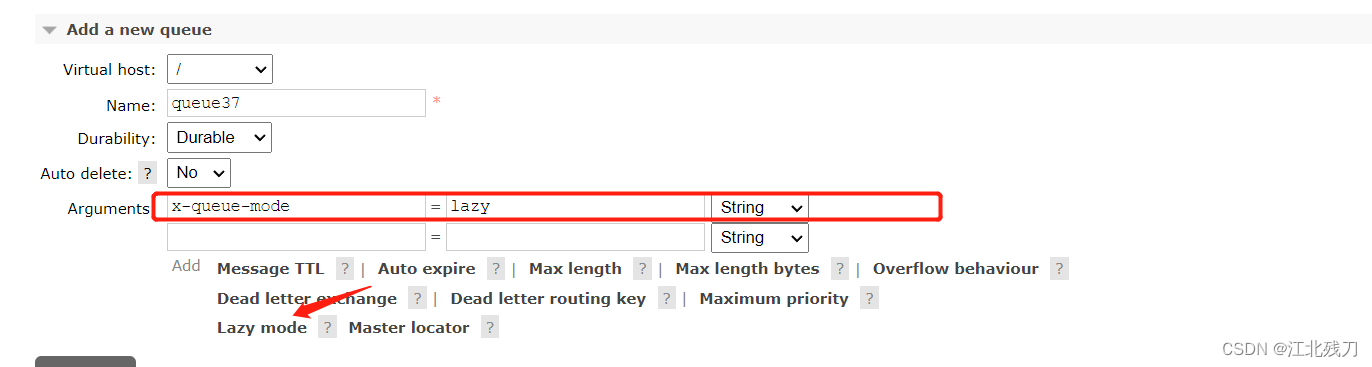 Add a new queue
Virtual host: /
Name: queue37 *
Durability: Durable
Auto delete: ? No
Arguments: x-queue-mode = lazy String
= String
Add Message TTL ? | Auto expire ? | Max length ? | Max length bytes ? | Overflow behaviour ?
Dead letter exchange ? | Dead letter routing key ? | Maximum priority ?
Lazy mode ? Master locator ?
CSDN @江北残刀